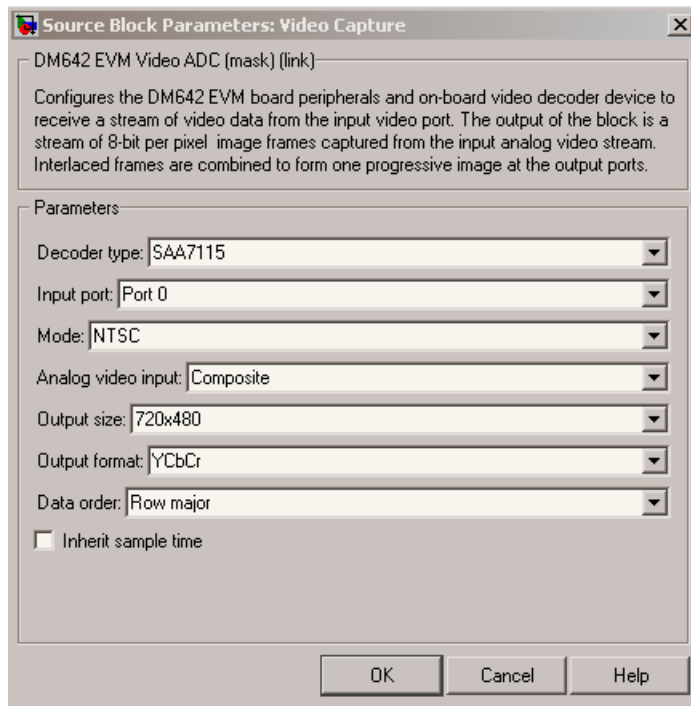 Source Block Parameters: Video Capture
DM642 EVM Video ADC (mask) (link)
Configures the DM642 EVM board peripherals and on-board video decoder device to
receive a stream of video data from the input video port. The output of the block is a
stream of 8-bit per pixel image frames captured from the input analog video stream.
Interlaced frames are combined to form one progressive image at the output ports.
Parameters
Decoder type: SAA7115
Input port: Port 0
Mode: NTSC
Analog video input: Composite
Output size: 720x480
Output format: YCbCr
Data order: Row major
Inherit sample time
OK Cancel Help